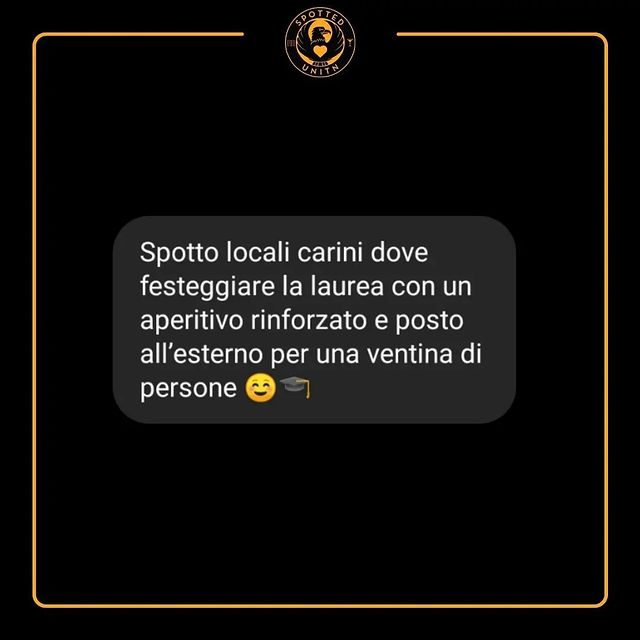 SPOTTED
UNITN
Spotto locali carini dove
festeggiare la laurea con un
aperitivo rinforzato e posto
all’esterno per una ventina di
persone 😊🎓